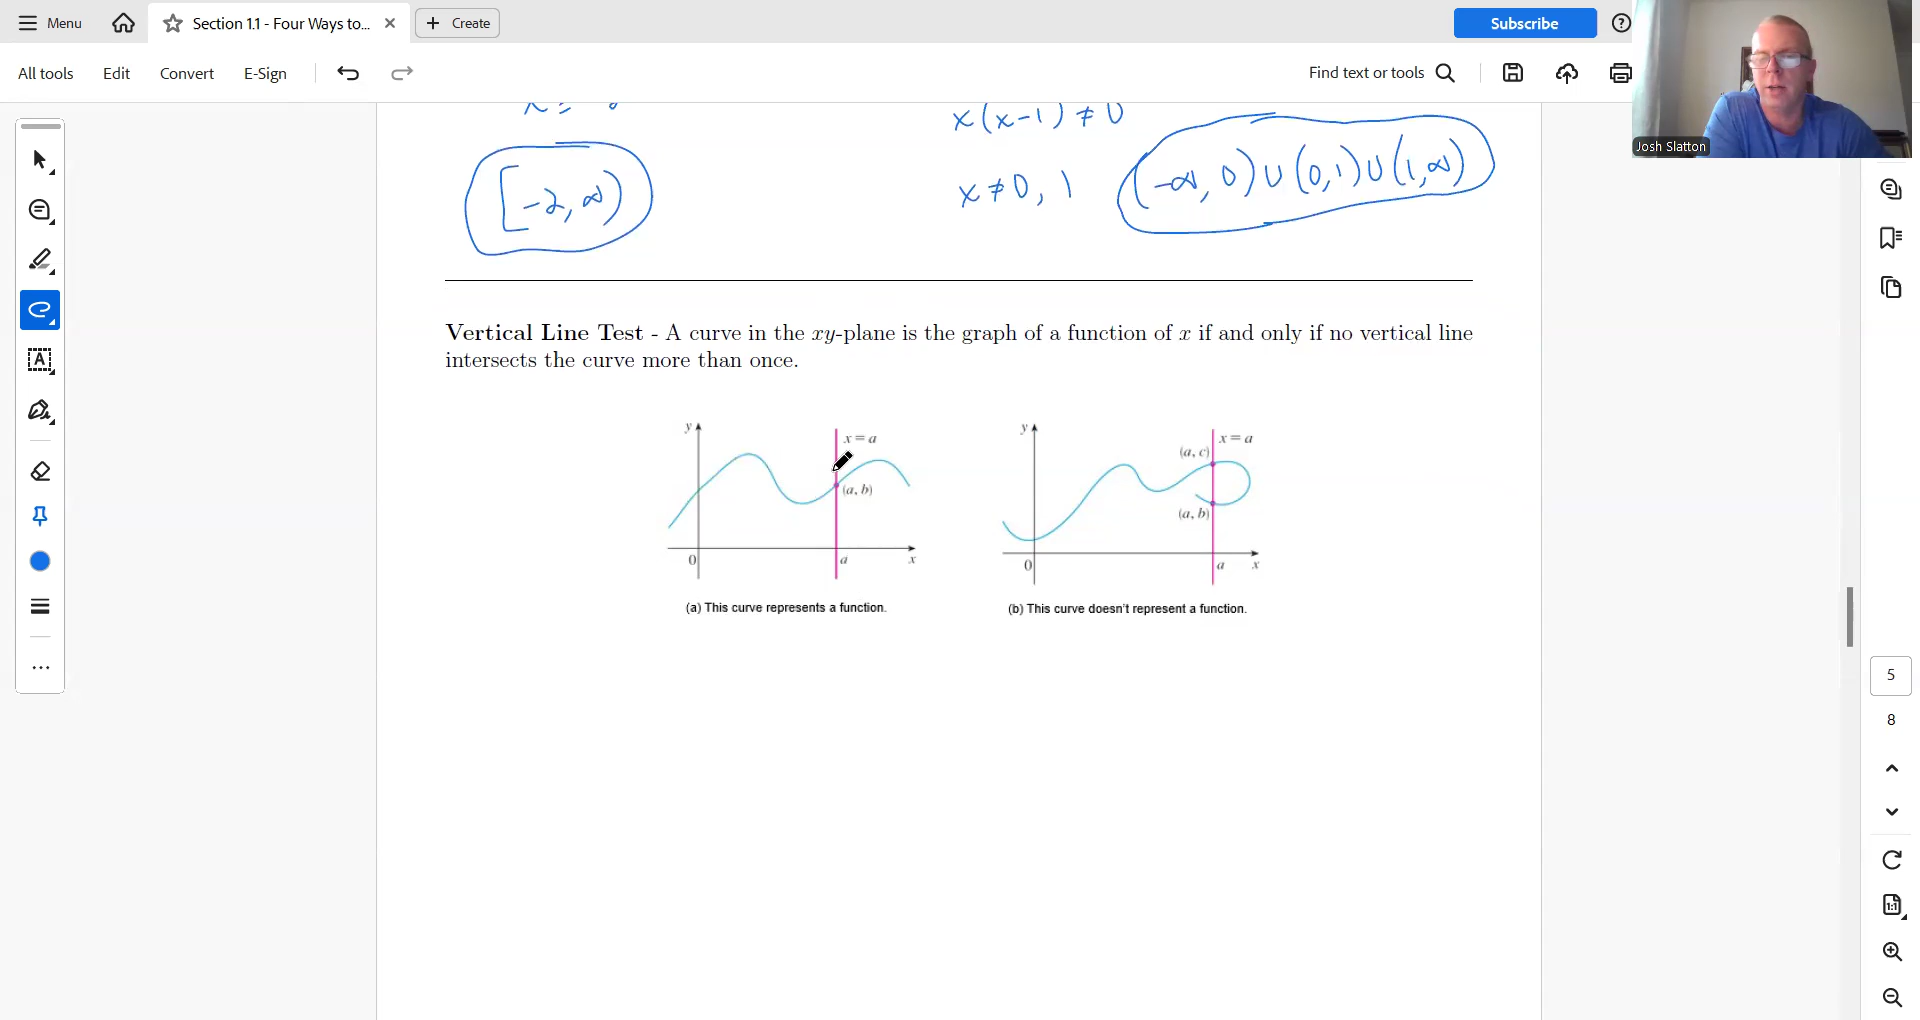 Menu
Section 1.1 - Four Ways to...
Create
Subscribe
All tools
Edit
Convert
E-Sign
Find text or tools
Josh Slatton
x(x-1) ≠ 0
[-2, ∞)
x ≠ 0, 1
(-∞, 0) ∪ (0,1) ∪ (1, ∞)
Vertical Line Test - A curve in the xy-plane is the graph of a function of x if and only if no vertical line
intersects the curve more than once.
y
x = a
(a, b)
0
a
x
(a) This curve represents a function.
y
x = a
(a, c)
(a, b)
0
a
x
(b) This curve doesn't represent a function.
5
8